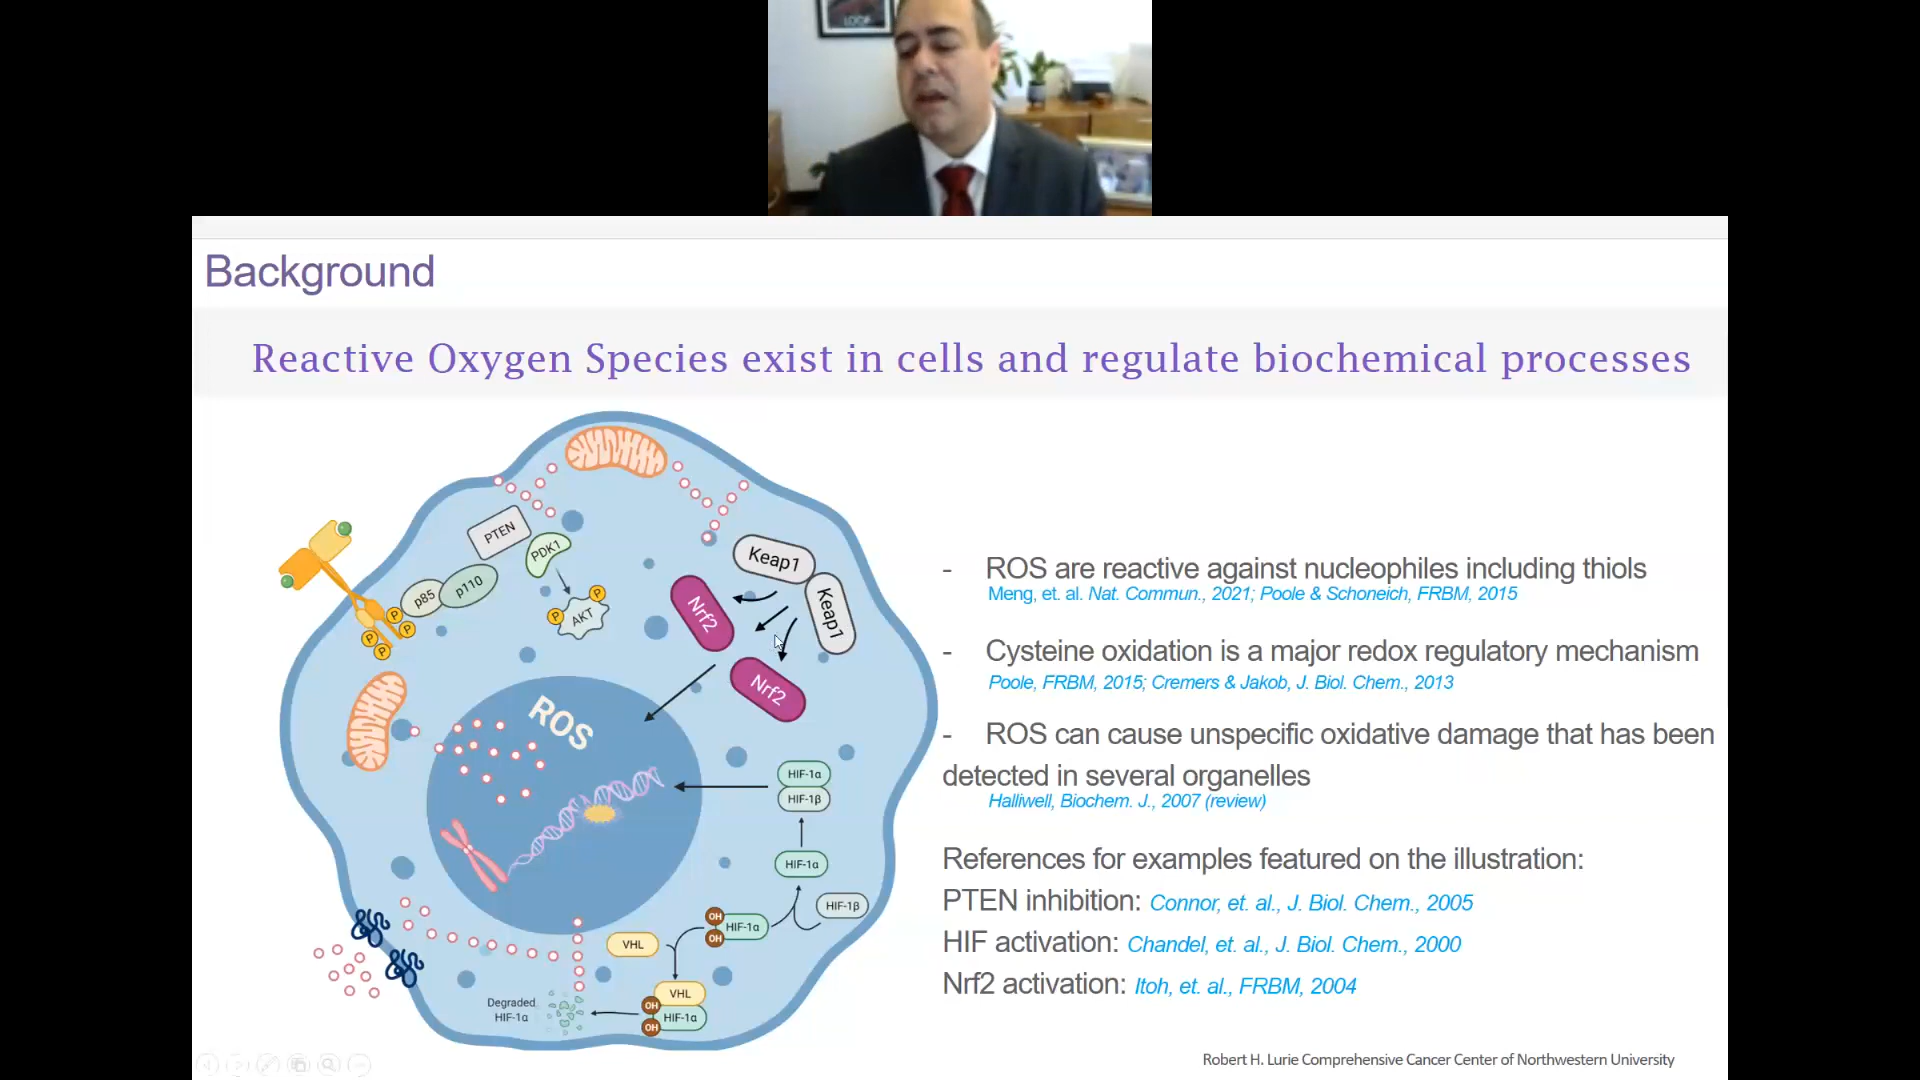 LOOP
Background
Reactive Oxygen Species exist in cells and regulate biochemical processes
PTEN
PDK1
p85
p110
AKT
P
P
P
P
P
P
P
Keap1
Keap1
Nrf2
Nrf2
ROS
HIF-1α
HIF-1β
HIF-1α
HIF-1β
OH
OH
HIF-1α
VHL
VHL
OH
HIF-1α
OH
Degraded
HIF-1α
- ROS are reactive against nucleophiles including thiols
Meng, et. al. Nat. Commun., 2021; Poole & Schoneich, FRBM, 2015
- Cysteine oxidation is a major redox regulatory mechanism
Poole, FRBM, 2015; Cremers & Jakob, J. Biol. Chem., 2013
- ROS can cause unspecific oxidative damage that has been
detected in several organelles
Halliwell, Biochem. J., 2007 (review)
References for examples featured on the illustration:
PTEN inhibition: Connor, et. al., J. Biol. Chem., 2005
HIF activation: Chandel, et. al., J. Biol. Chem., 2000
Nrf2 activation: Itoh, et. al., FRBM, 2004
Robert H. Lurie Comprehensive Cancer Center of Northwestern University